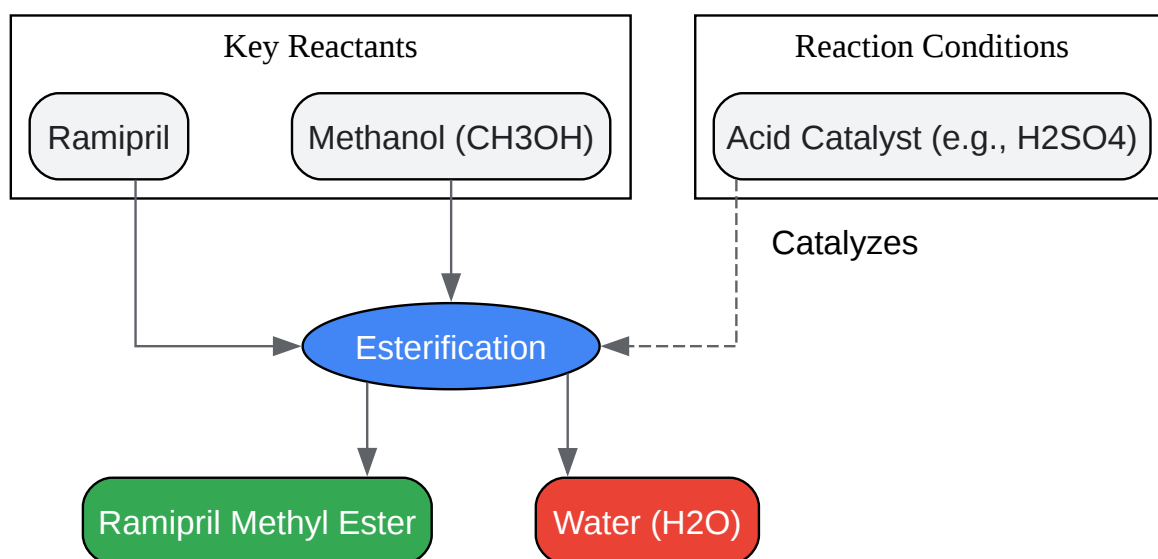 Key Reactants
Reaction Conditions
Ramipril
Methanol (CH3OH)
Acid Catalyst (e.g., H2SO4)
Catalyzes
Esterification
Ramipril Methyl Ester
Water (H2O)